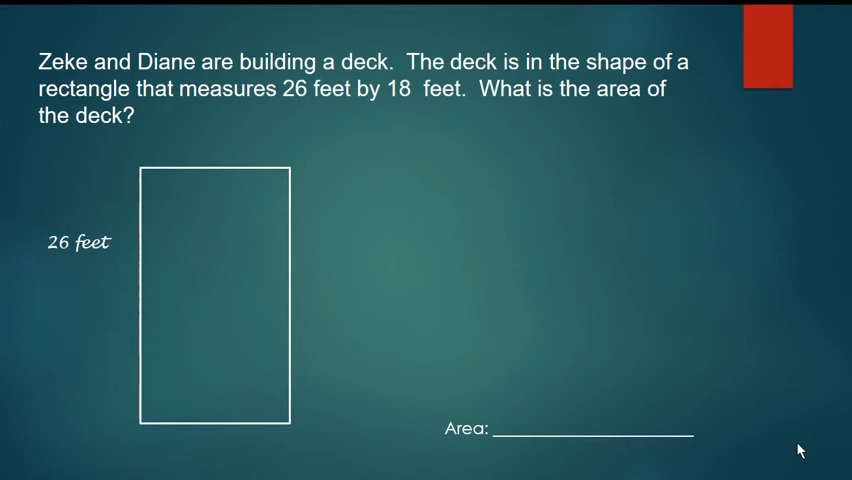 Zeke and Diane are building a deck.  The deck is in the shape of a
rectangle that measures 26 feet by 18  feet.  What is the area of
the deck?
26 feet
Area: ____________________